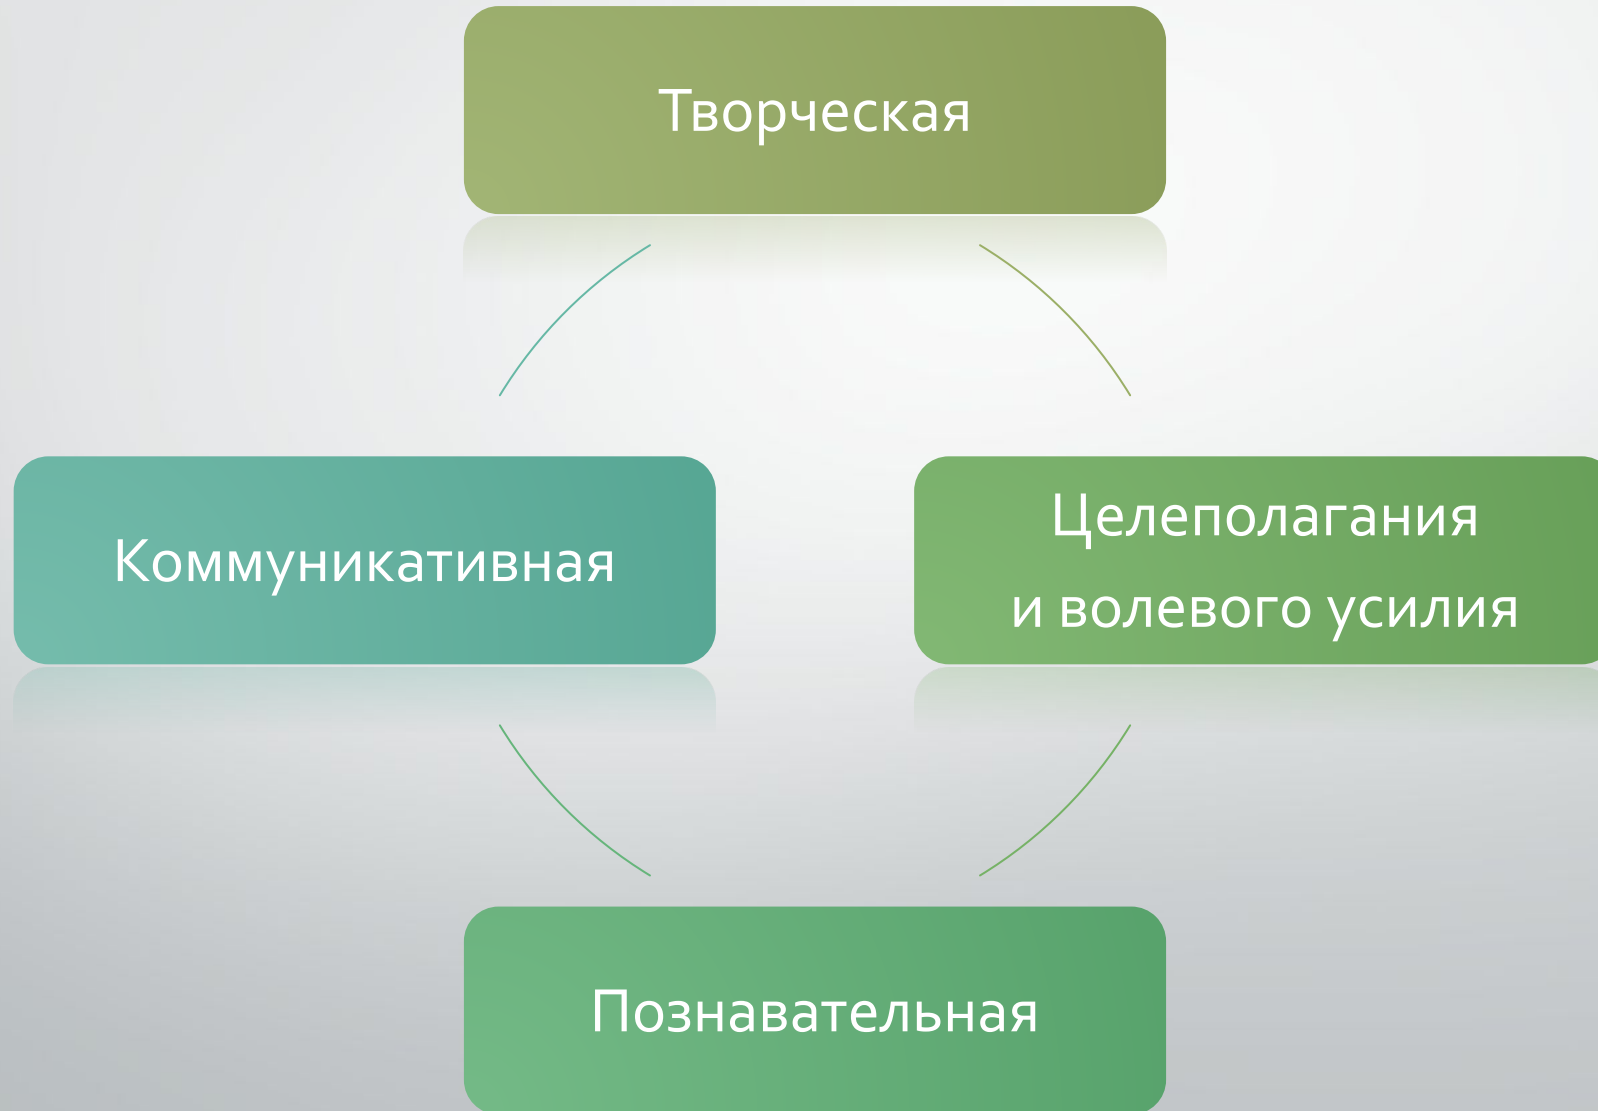 Творческая
Коммуникативная
Целеполагания
и волевого усилия
Познавательная